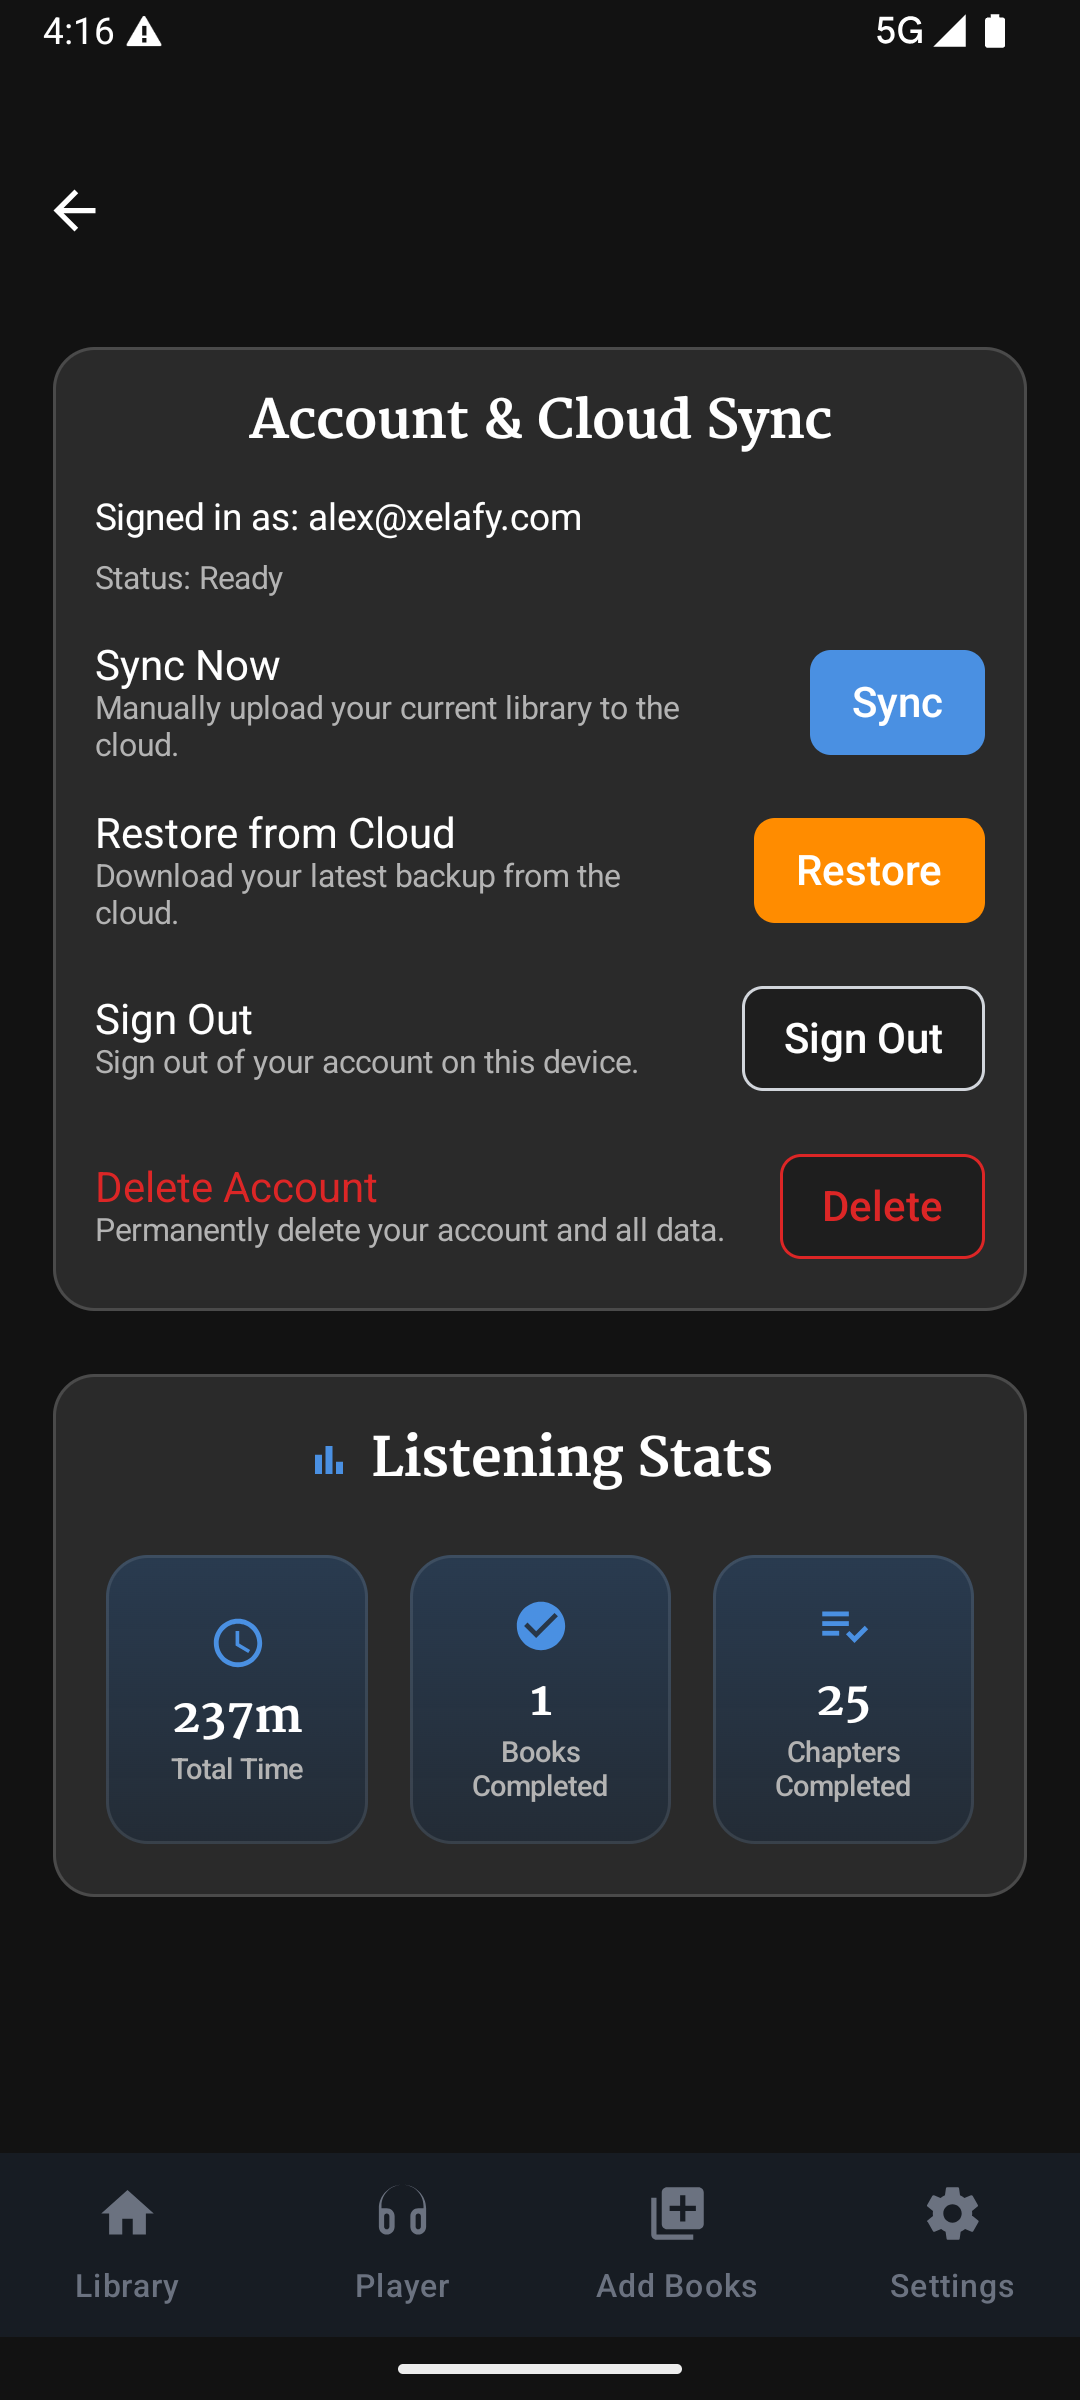 4:16
5G
Account & Cloud Sync
Signed in as: alex@xelafy.com
Status: Ready
Sync Now
Manually upload your current library to the
cloud.
Sync
Restore from Cloud
Download your latest backup from the
cloud.
Restore
Sign Out
Sign out of your account on this device.
Sign Out
Delete Account
Permanently delete your account and all data.
Delete
Listening Stats
237m
Total Time
1
Books
Completed
25
Chapters
Completed
Library
Player
Add Books
Settings